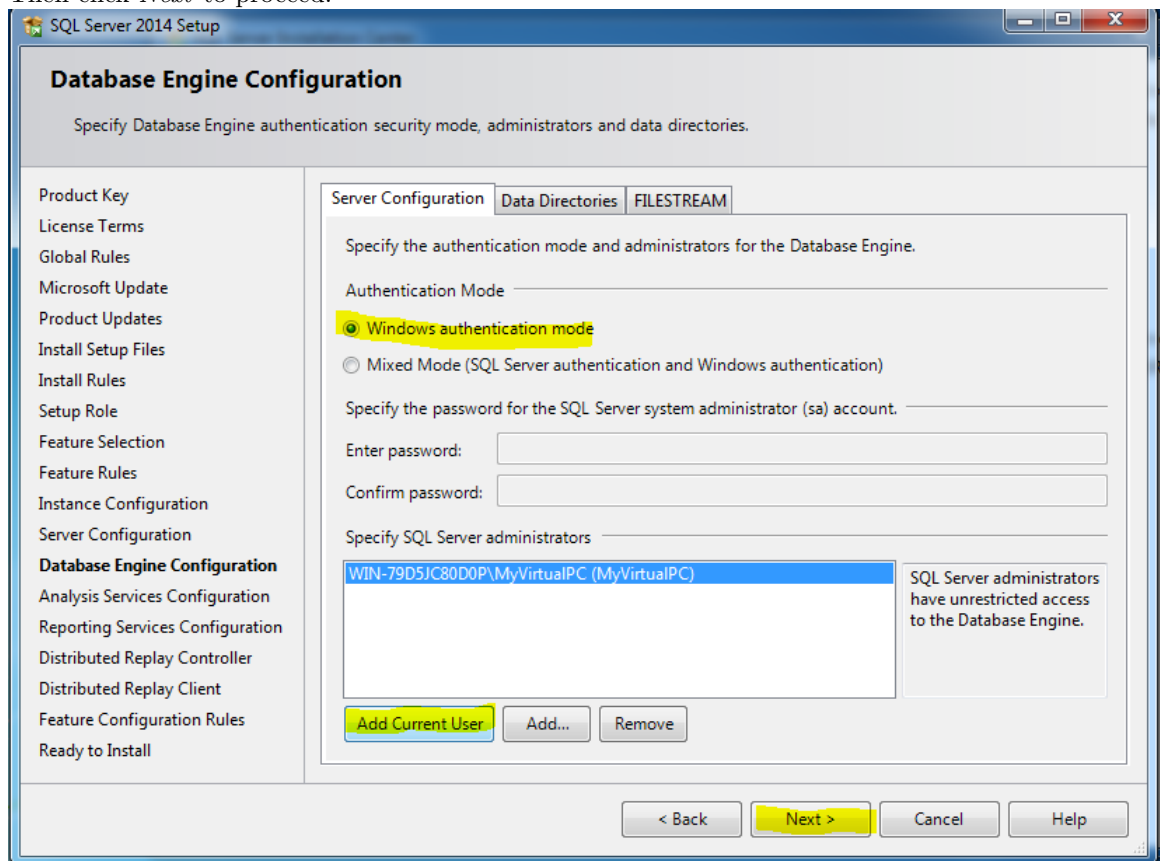 Then click Next to proceed.
SQL Server 2014 Setup
Database Engine Configuration
Specify Database Engine authentication security mode, administrators and data directories.
Product Key
License Terms
Global Rules
Microsoft Update
Product Updates
Install Setup Files
Install Rules
Setup Role
Feature Selection
Feature Rules
Instance Configuration
Server Configuration
Database Engine Configuration
Analysis Services Configuration
Reporting Services Configuration
Distributed Replay Controller
Distributed Replay Client
Feature Configuration Rules
Ready to Install
Server Configuration Data Directories FILESTREAM
Specify the authentication mode and administrators for the Database Engine.
Authentication Mode
Windows authentication mode
Mixed Mode (SQL Server authentication and Windows authentication)
Specify the password for the SQL Server system administrator (sa) account.
Enter password:
Confirm password:
Specify SQL Server administrators
WIN-79D5JC80D0P\MyVirtualPC (MyVirtualPC)
SQL Server administrators
have unrestricted access
to the Database Engine.
Add Current User Add... Remove
< Back Next > Cancel Help